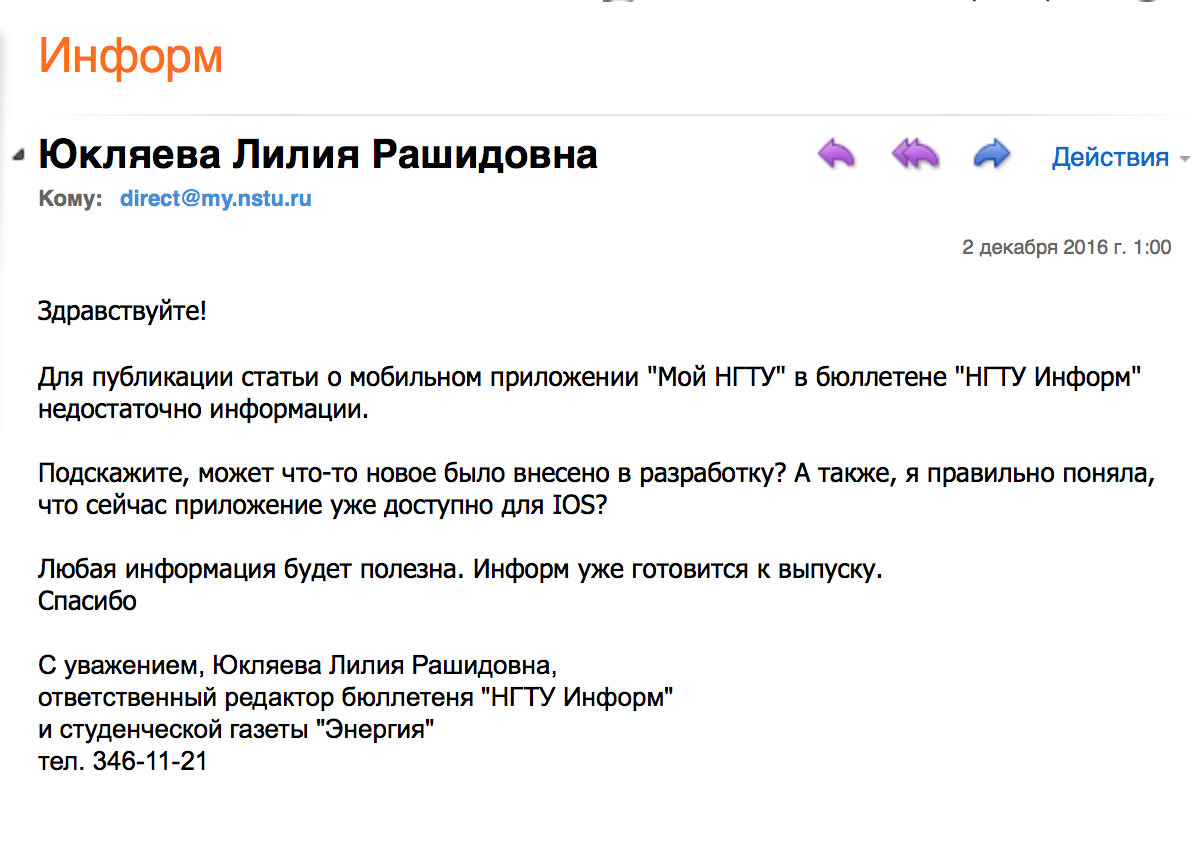 Информ
Юкляева Лилия Рашидовна
Действия
Кому: direct@my.nstu.ru
2 декабря 2016 г. 1:00
Здравствуйте!
Для публикации статьи о мобильном приложении "Мой НГТУ" в бюллетене "НГТУ Информ"
недостаточно информации.
Подскажите, может что-то новое было внесено в разработку? А также, я правильно поняла,
что сейчас приложение уже доступно для IOS?
Любая информация будет полезна. Информ уже готовится к выпуску.
Спасибо
С уважением, Юкляева Лилия Рашидовна,
ответственный редактор бюллетеня "НГТУ Информ"
и студенческой газеты "Энергия"
тел. 346-11-21